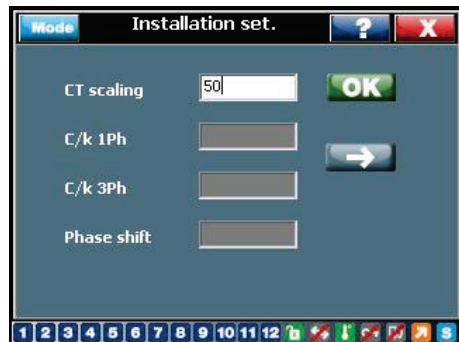 Mode Installation set. ? X
CT scaling 50 OK
C/k 1Ph
C/k 3Ph
Phase shift
1 2 3 4 5 6 7 8 9 10 11 12 S